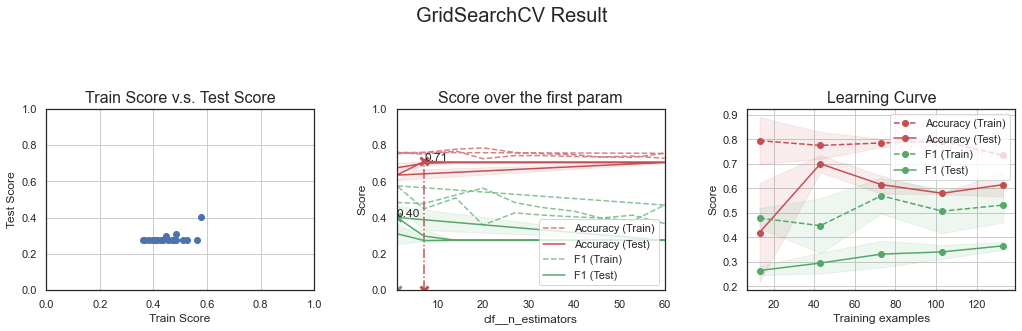 GridSearchCV Result
Train Score v.s. Test Score
Test Score
1.0
0.8
0.6
0.4
0.2
0.0
0.0 0.2 0.4 0.6 0.8 1.0
Train Score
Score over the first param
Score
1.0
0.8
0.6
0.4
0.2
0.0
0.71
0.40
Accuracy (Train)
Accuracy (Test)
F1 (Train)
F1 (Test)
10 20 30 40 50 60
clf__n_estimators
Learning Curve
Score
0.9
0.8
0.7
0.6
0.5
0.4
0.3
0.2
Accuracy (Train)
Accuracy (Test)
F1 (Train)
F1 (Test)
20 40 60 80 100 120
Training examples